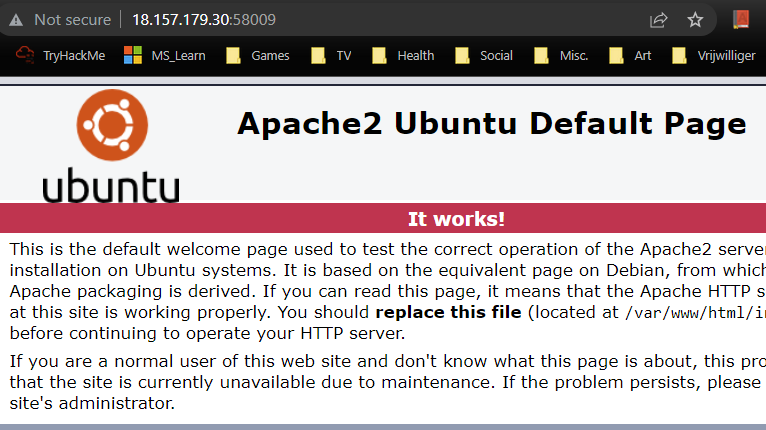 Not secure 18.157.179.30:58009
TryHackMe MS_Learn Games TV Health Social Misc. Art Vrijwilliger
Apache2 Ubuntu Default Page
ubuntu
It works!
This is the default welcome page used to test the correct operation of the Apache2 server
installation on Ubuntu systems. It is based on the equivalent page on Debian, from which
Apache packaging is derived. If you can read this page, it means that the Apache HTTP s
at this site is working properly. You should replace this file (located at /var/www/html/in
before continuing to operate your HTTP server.
If you are a normal user of this web site and don't know what this page is about, this pro
that the site is currently unavailable due to maintenance. If the problem persists, please
site's administrator.